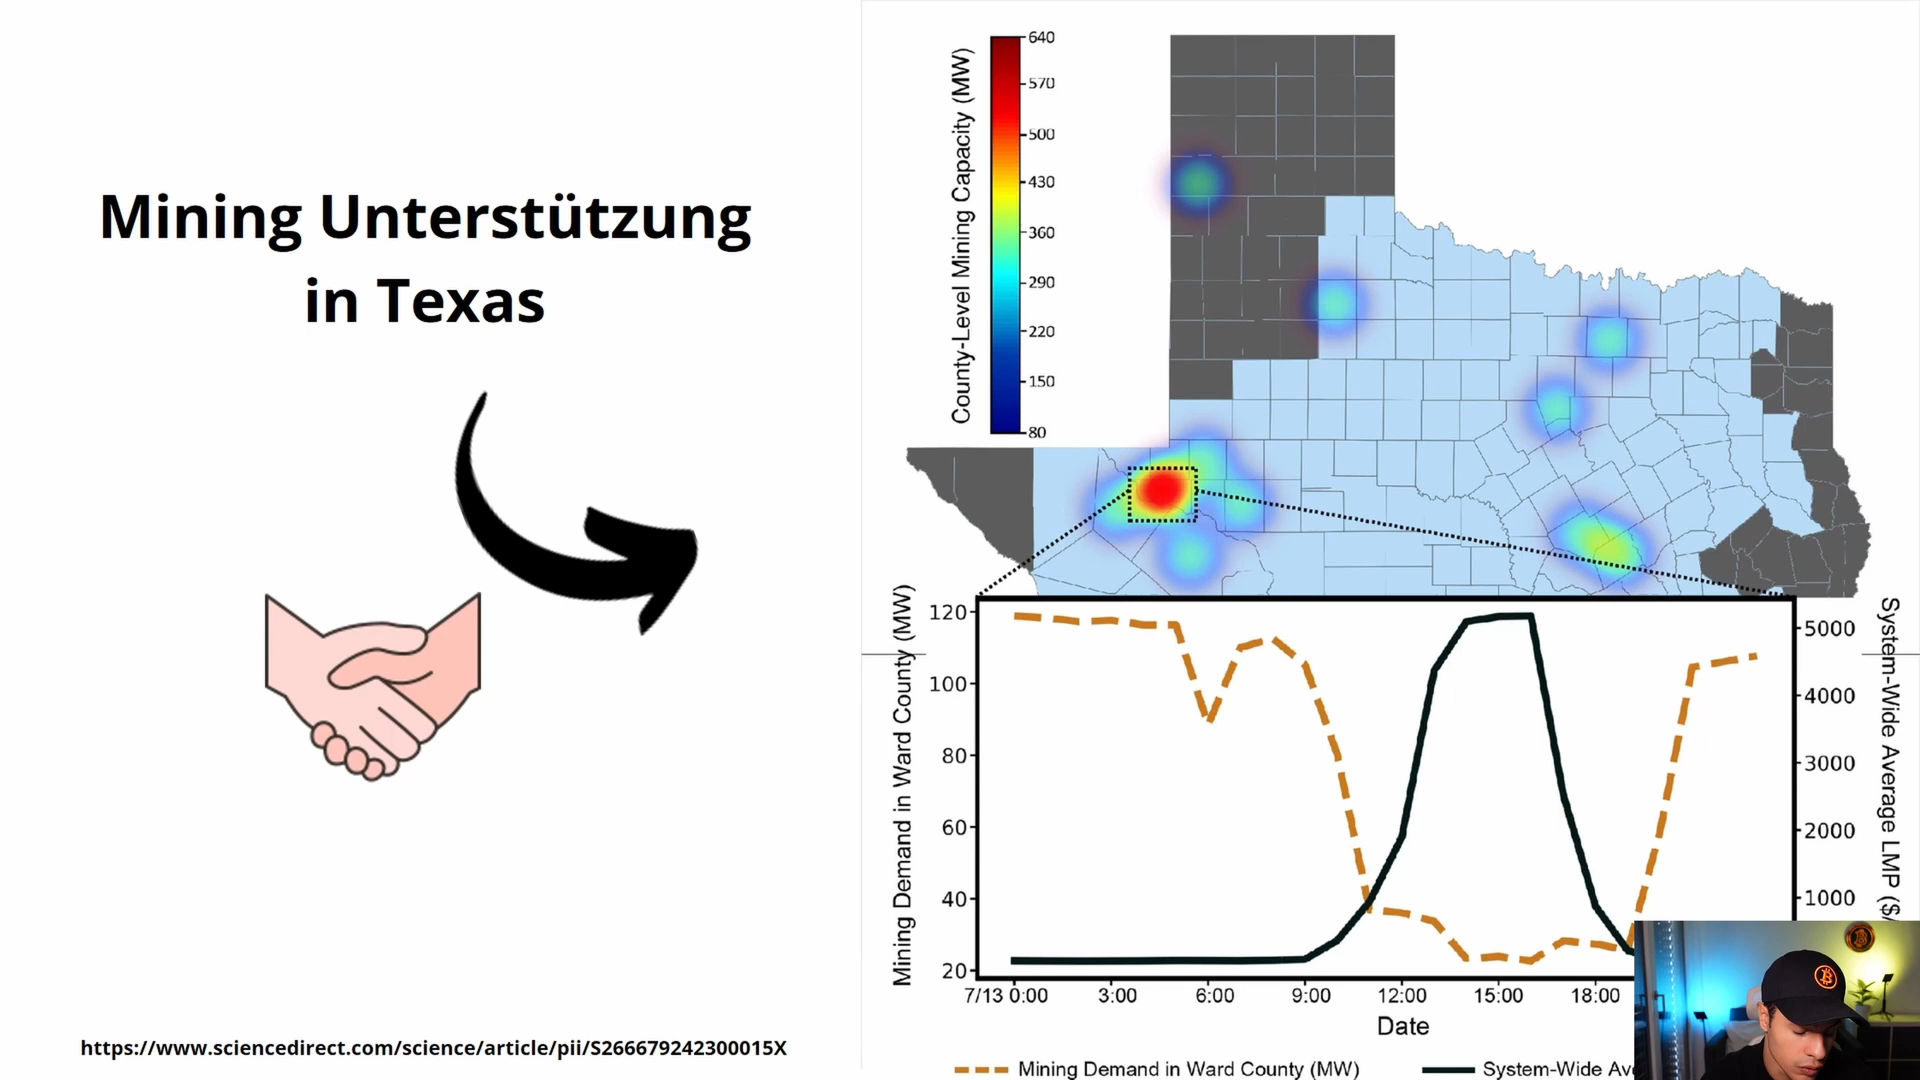 Mining Unterstützung
in Texas
https://www.sciencedirect.com/science/article/pii/S266679242300015X
County-Level Mining Capacity (MW)
640
570
500
430
360
290
220
150
80
Mining Demand in Ward County (MW)
120
100
80
60
40
20
System-Wide Average LMP ($/
5000
4000
3000
2000
1000
7/13 0:00 3:00 6:00 9:00 12:00 15:00 18:00
Date
Mining Demand in Ward County (MW) System-Wide